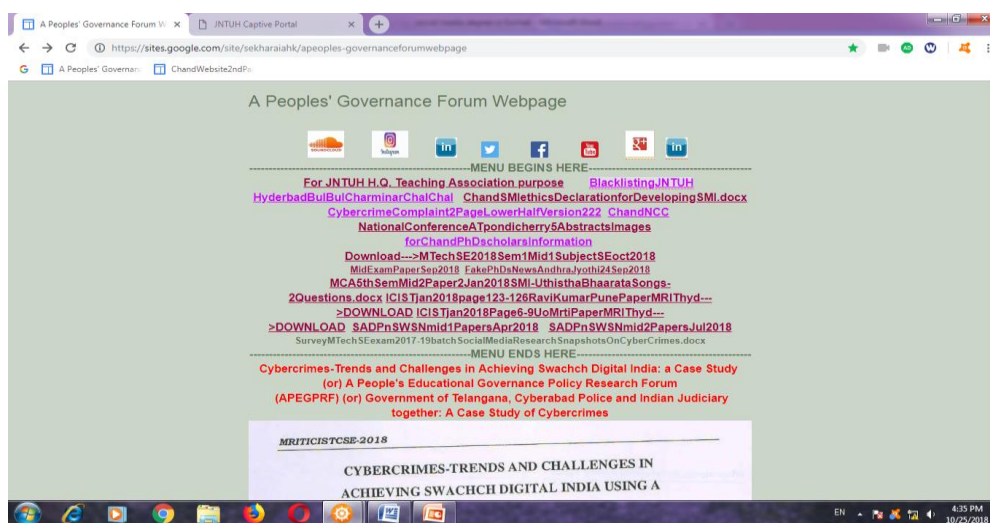 A Peoples' Governance Forum W
JNTUH Captive Portal
https://sites.google.com/site/sekharaiahk/apeoples-governanceforumwebpage
A Peoples' Governan
ChandWebsite2ndPa
A Peoples' Governance Forum Webpage
Instagram
You Tube
MENU BEGINS HERE
For JNTUH H.Q. Teaching Association purpose BlacklistingJNTUH
HyderbadBulBulCharminarChalChal ChandSMIethicsDeclarationforDevelopingSMI.docx
CybercrimeComplaint2PageLowerHalfVersion222 ChandNCC
NationalConferenceATpondicherry5AbstractsImages
forChandPhDscholarsInformation
Download--->MTechSE2018Sem1Mid1SubjectSEoct2018
MidExamPaperSep2018 FakePhDsNewsAndhraJyothi24Sep2018
MCA5thSemMid2Paper2Jan2018SMI-UthisthaBhaarataSongs-
2Questions.docx ICISTjan2018page123-126RaviKumarPunePaperMRIThyd---
>DOWNLOAD ICISTjan2018Page6-9UoMrtiPaperMRIThyd---
>DOWNLOAD SADPnSWSNmid1PapersApr2018 SADPnSWSNmid2PapersJul2018
SurveyMTechSEexam2017-19batchSocialMediaResearchSnapshotsOnCyberCrimes.docx
MENU ENDS HERE
Cybercrimes-Trends and Challenges in Achieving Swachch Digital India: a Case Study
(or) A People's Educational Governance Policy Research Forum
(APEGPRF) (or) Government of Telangana, Cyberabad Police and Indian Judiciary
together: A Case Study of Cybercrimes
MRITICISTCSE-2018
CYBERCRIMES-TRENDS AND CHALLENGES IN
ACHIEVING SWACHCH DIGITAL INDIA USING A
EN
4:35 PM
10/25/2018